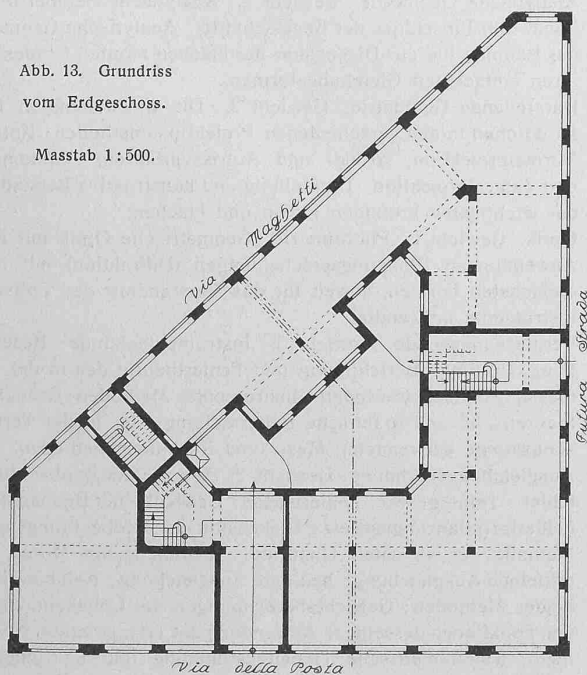 Abb. 13. Grundriss
vom Erdgeschoss.
Masstab 1:500.
Via Maghetti
Futura Strada
Via della Posta